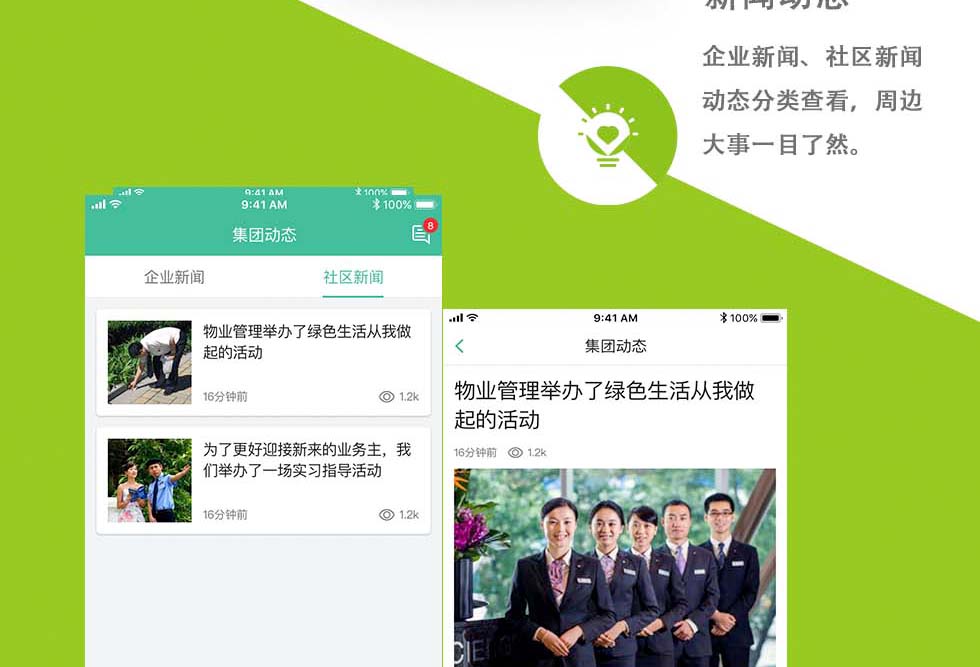 新闻动态
企业新闻、社区新闻
动态分类查看，周边
大事一目了然。
9:41 AM
100%
9:41 AM
100%
集团动态
8
企业新闻
社区新闻
物业管理举办了绿色生活从我做
起的活动
16分钟前
1.2k
为了更好迎接新来的业务主，我
们举办了一场实习指导活动
16分钟前
1.2k
9:41 AM
100%
集团动态
物业管理举办了绿色生活从我做
起的活动
16分钟前
1.2k